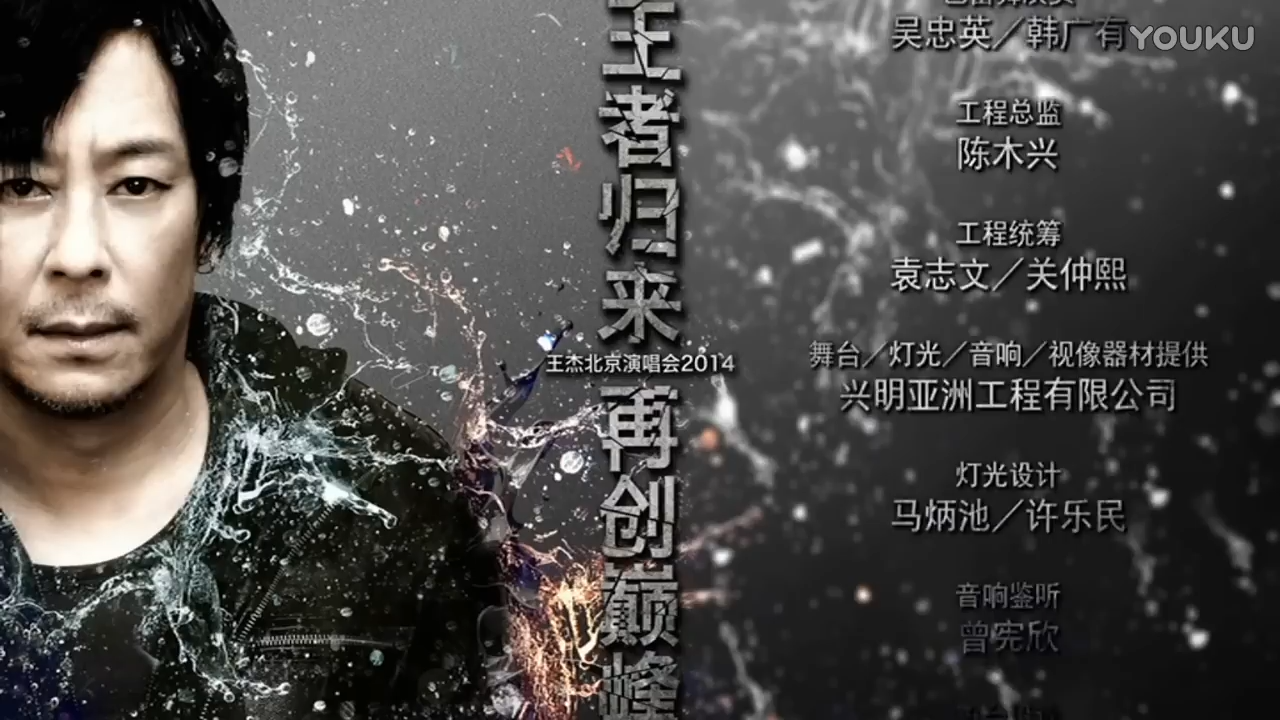 王者归来
王杰北京演唱会2014
再创巅峰
YOUKU
吴忠英／韩广有
工程总监
陈木兴
工程统筹
袁志文／关仲熙
舞台／灯光／音响／视像器材提供
兴明亚洲工程有限公司
灯光设计
马炳池／许乐民
音响鉴听
曾宪欣